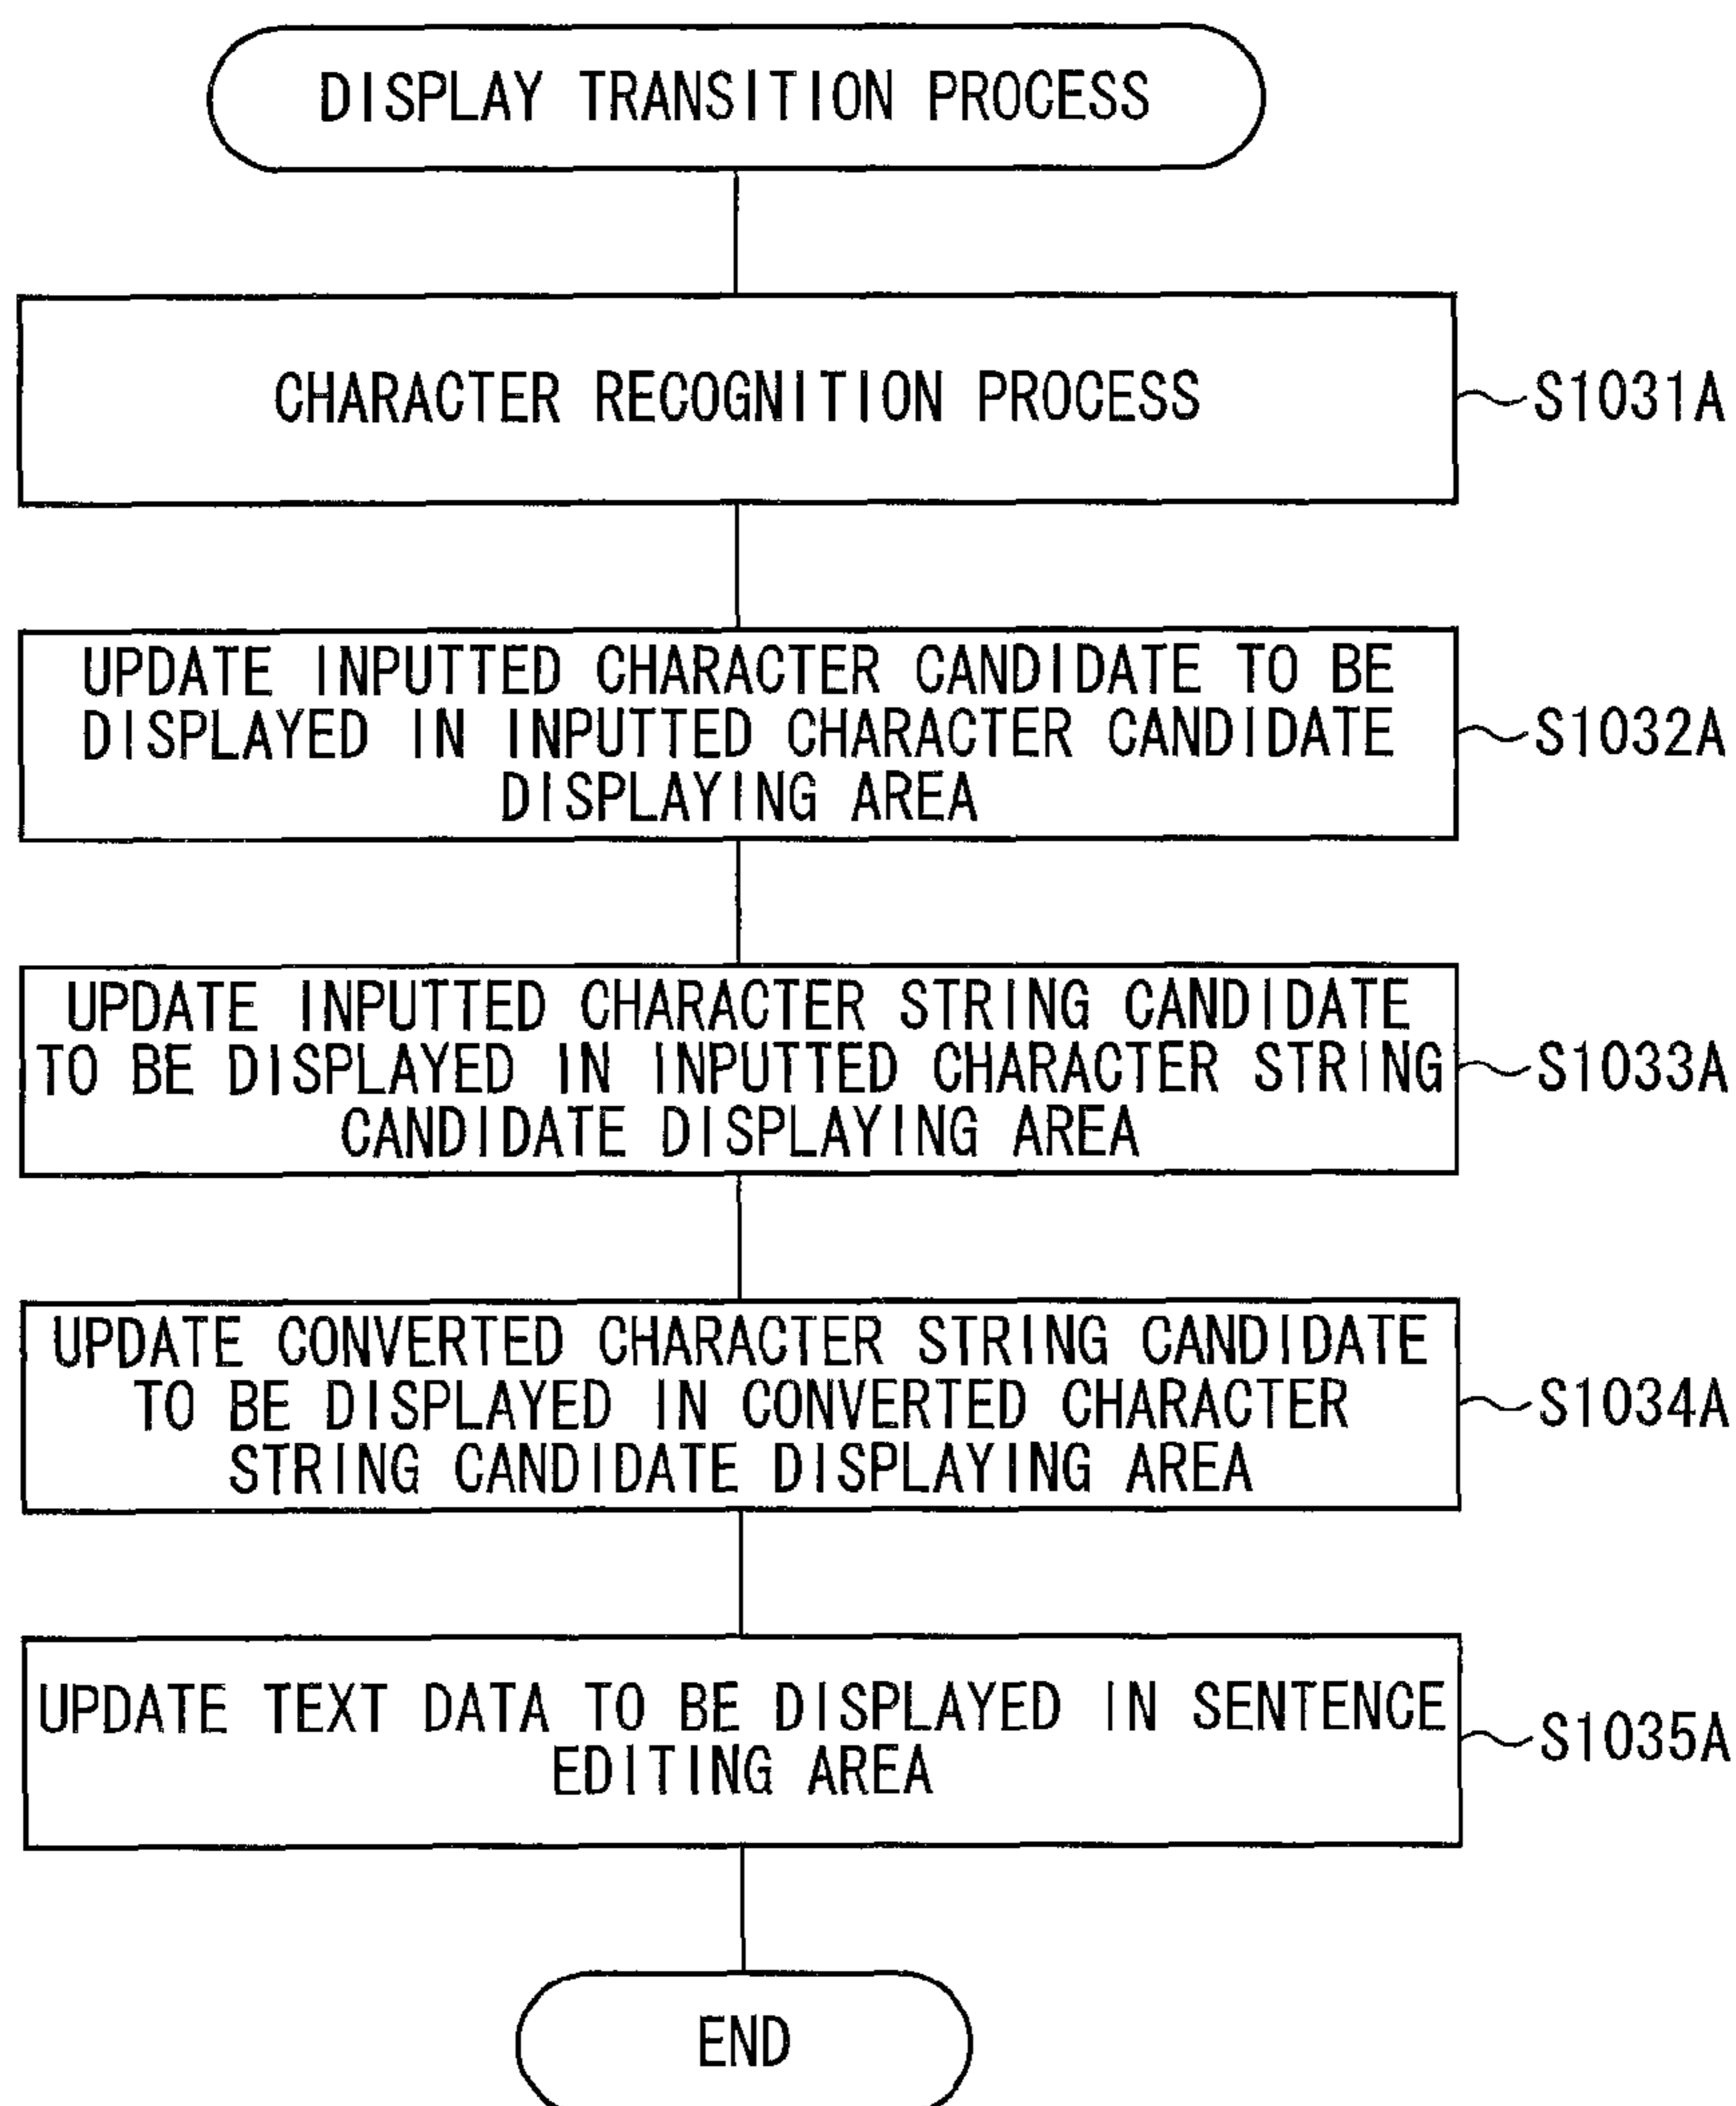 DISPLAY TRANSITION PROCESS
CHARACTER RECOGNITION PROCESS
S1031A
UPDATE INPUTTED CHARACTER CANDIDATE TO BE
DISPLAYED IN INPUTTED CHARACTER CANDIDATE
DISPLAYING AREA
S1032A
UPDATE INPUTTED CHARACTER STRING CANDIDATE
TO BE DISPLAYED IN INPUTTED CHARACTER STRING
CANDIDATE DISPLAYING AREA
S1033A
UPDATE CONVERTED CHARACTER STRING CANDIDATE
TO BE DISPLAYED IN CONVERTED CHARACTER
STRING CANDIDATE DISPLAYING AREA
S1034A
UPDATE TEXT DATA TO BE DISPLAYED IN SENTENCE
EDITING AREA
S1035A
END